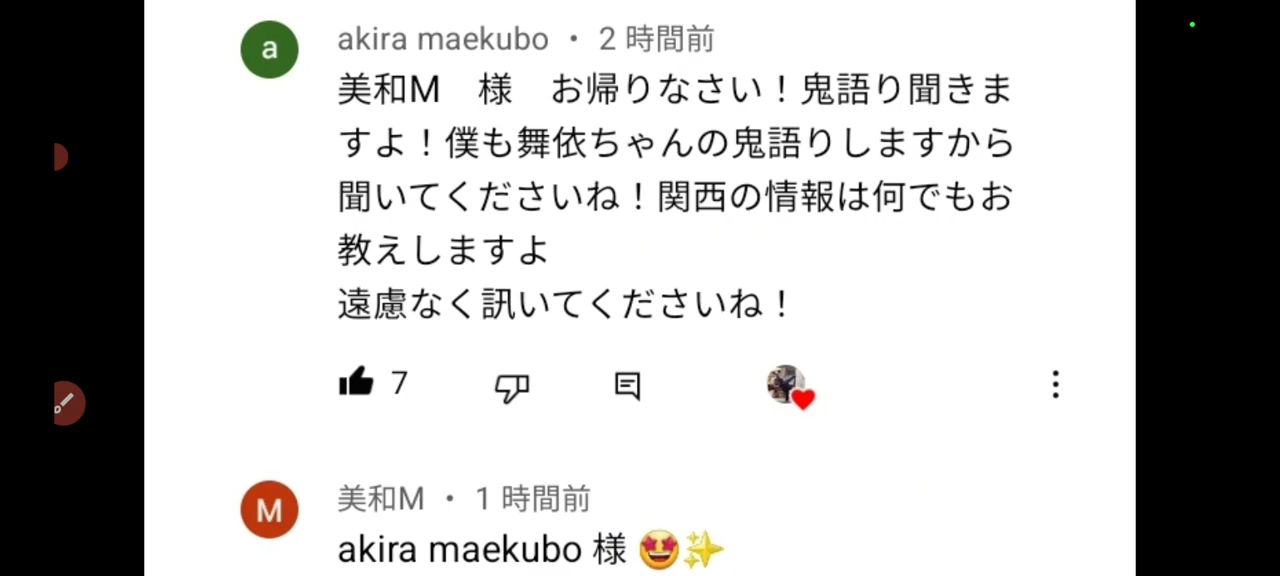 a
akira maekubo ・ 2 時間前
美和M　様　お帰りなさい！鬼語り聞きま
すよ！僕も舞依ちゃんの鬼語りしますから
聞いてくださいね！関西の情報は何でもお
教えしますよ
遠慮なく訊いてくださいね！
7
M
美和M ・ 1 時間前
akira maekubo 様 🤩✨